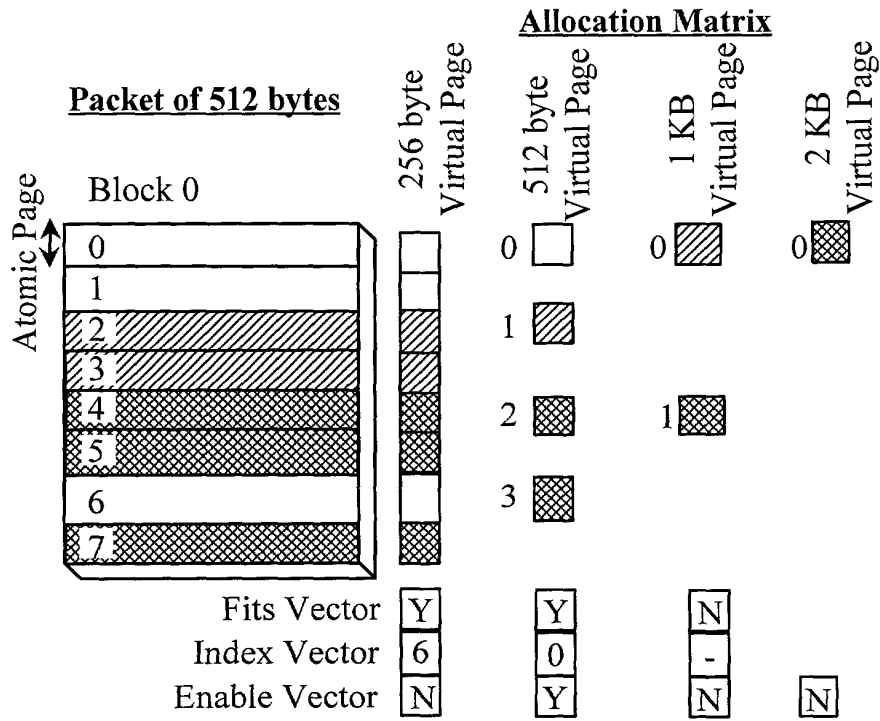 Allocation Matrix
Packet of 512 bytes
256 byte
Virtual Page
512 byte
Virtual Page
1 KB
Virtual Page
2 KB
Virtual Page
Block 0
Atomic Page
0
1
2
3
4
5
6
7
0
1
2
3
0
1
0
Fits Vector Y Y N
Index Vector 6 0 -
Enable Vector N Y N N